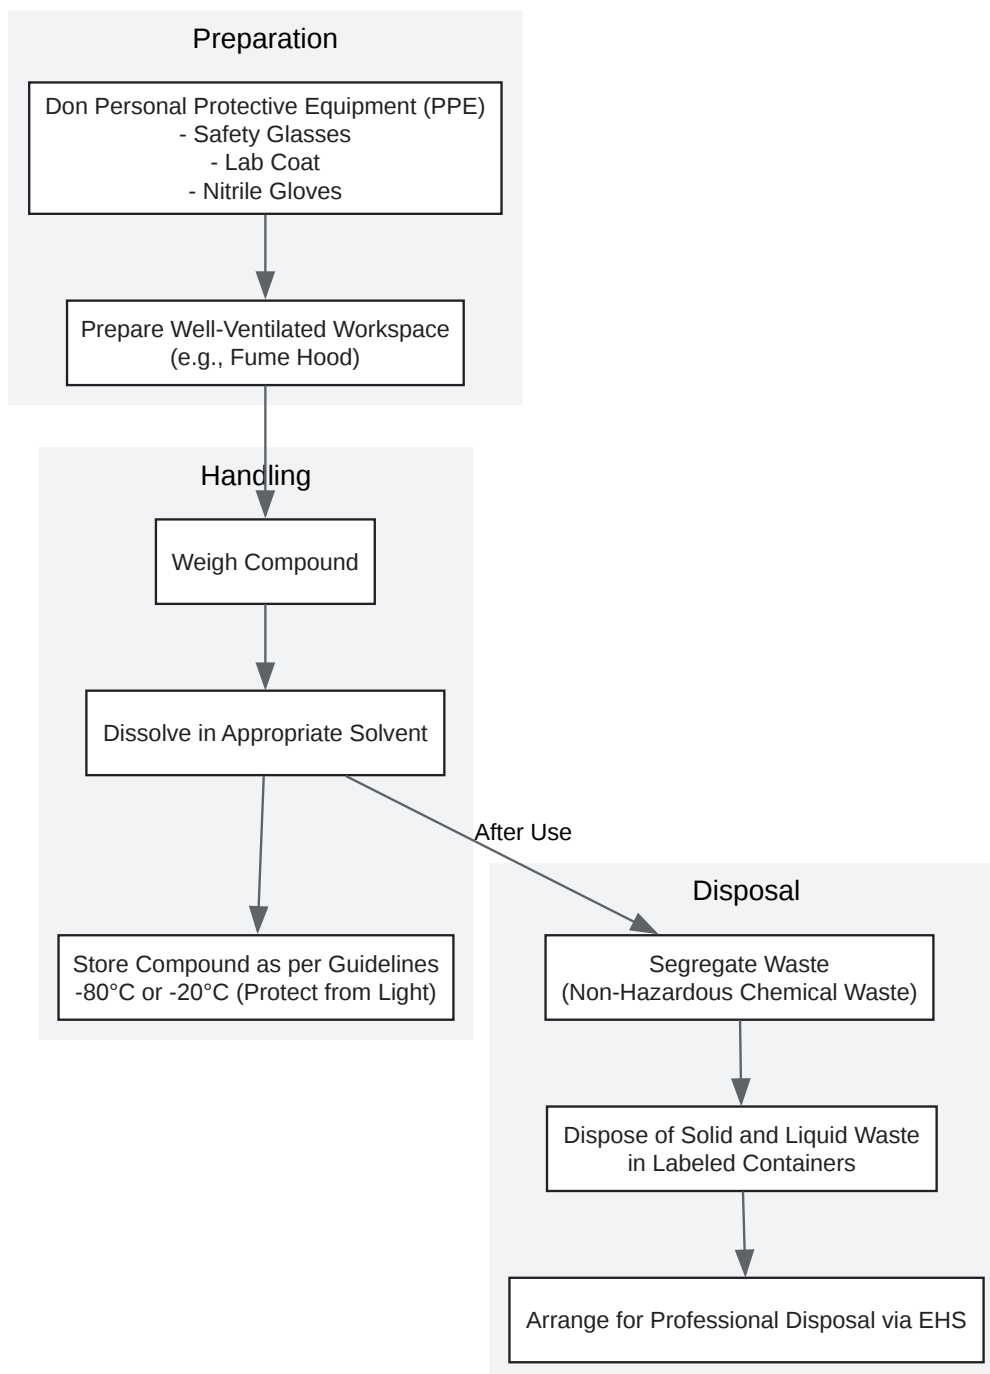 Preparation
Don Personal Protective Equipment (PPE)
- Safety Glasses
- Lab Coat
- Nitrile Gloves
Prepare Well-Ventilated Workspace
(e.g., Fume Hood)
Handling
Weigh Compound
Dissolve in Appropriate Solvent
After Use
Store Compound as per Guidelines
-80°C or -20°C (Protect from Light)
Disposal
Segregate Waste
(Non-Hazardous Chemical Waste)
Dispose of Solid and Liquid Waste
in Labeled Containers
Arrange for Professional Disposal via EHS